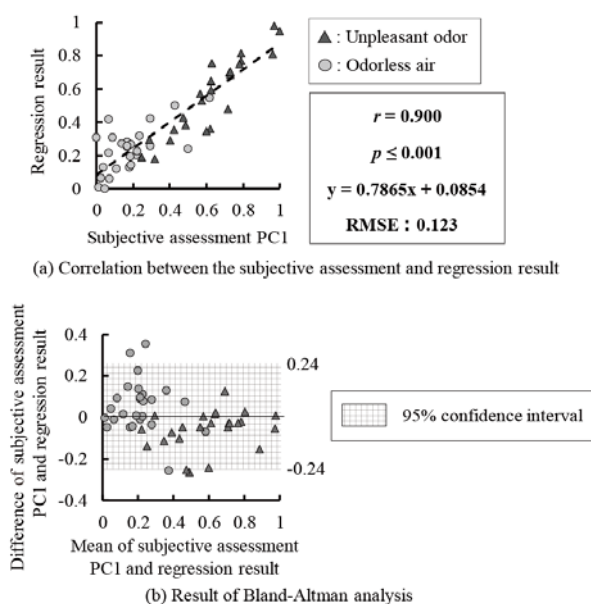 1
0.8
0.6
0.4
0.2
0
Regression result
0 0.2 0.4 0.6 0.8 1
Subjective assessment PC1
: Unpleasant odor
: Odorless air
r = 0.900
p ≤ 0.001
y = 0.7865x + 0.0854
RMSE : 0.123
(a) Correlation between the subjective assessment and regression result
Difference of subjective assessment
PC1 and regression result
0.4
0.2
0
-0.2
-0.4
0.24
-0.24
0 0.2 0.4 0.6 0.8 1
Mean of subjective assessment
PC1 and regression result
95% confidence interval
(b) Result of Bland-Altman analysis